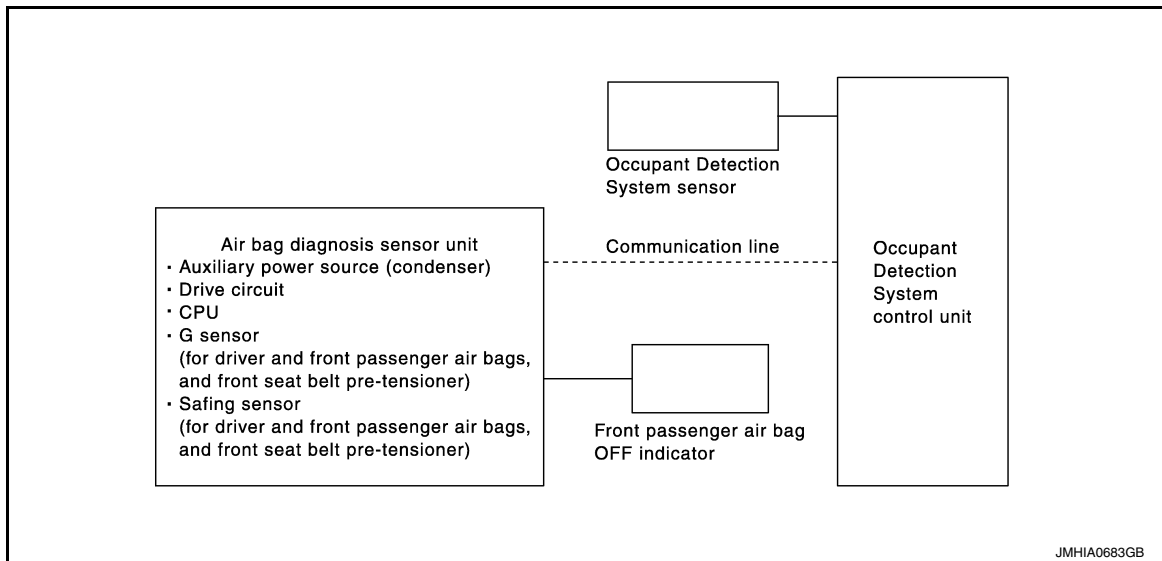 Occupant Detection
System sensor
Air bag diagnosis sensor unit
· Auxiliary power source (condenser)
· Drive circuit
· CPU
· G sensor
(for driver and front passenger air bags,
and front seat belt pre-tensioner)
· Safing sensor
(for driver and front passenger air bags,
and front seat belt pre-tensioner)
Communication line
Front passenger air bag
OFF indicator
Occupant
Detection
System
control unit
JMHIA0683GB